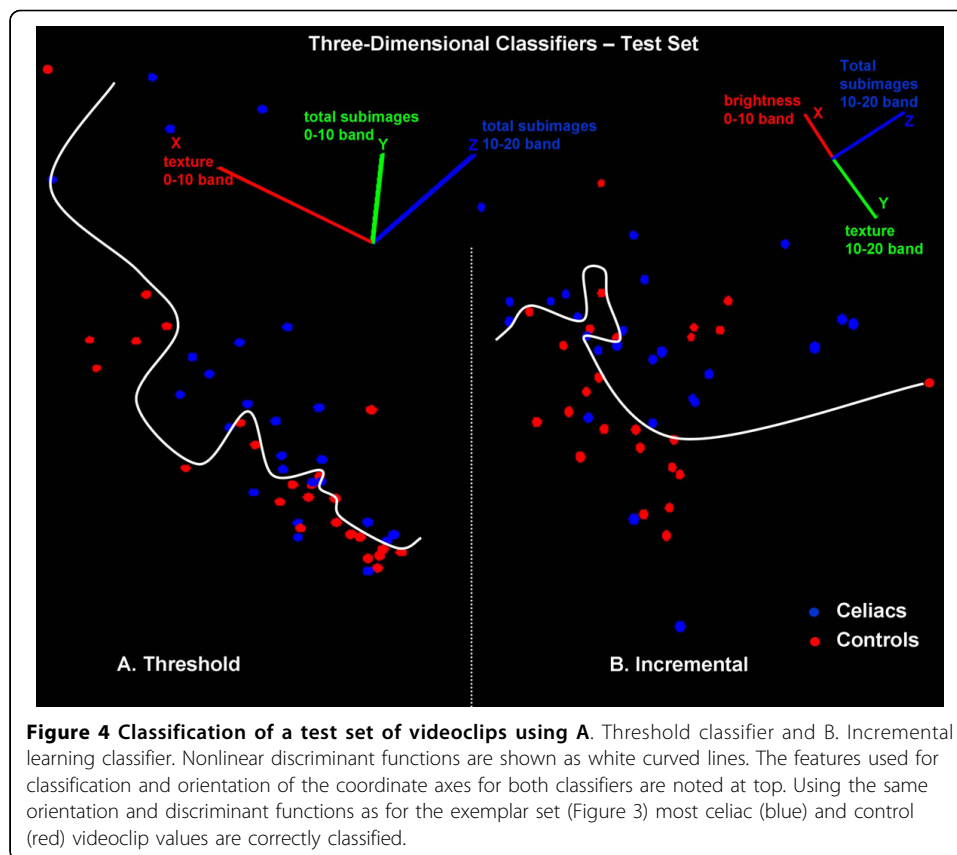 Three-Dimensional Classifiers – Test Set
X
texture
0-10 band
total subimages
0-10 band
Y
total subimages
10-20 band
Z
brightness
0-10 band
X
Total
subimages
10-20 band
Z
Y
texture
10-20 band
Celiacs
Controls
A. Threshold
B. Incremental
Figure 4 Classification of a test set of videoclips using A. Threshold classifier and B. Incremental
learning classifier. Nonlinear discriminant functions are shown as white curved lines. The features used for
classification and orientation of the coordinate axes for both classifiers are noted at top. Using the same
orientation and discriminant functions as for the exemplar set (Figure 3) most celiac (blue) and control
(red) videoclip values are correctly classified.